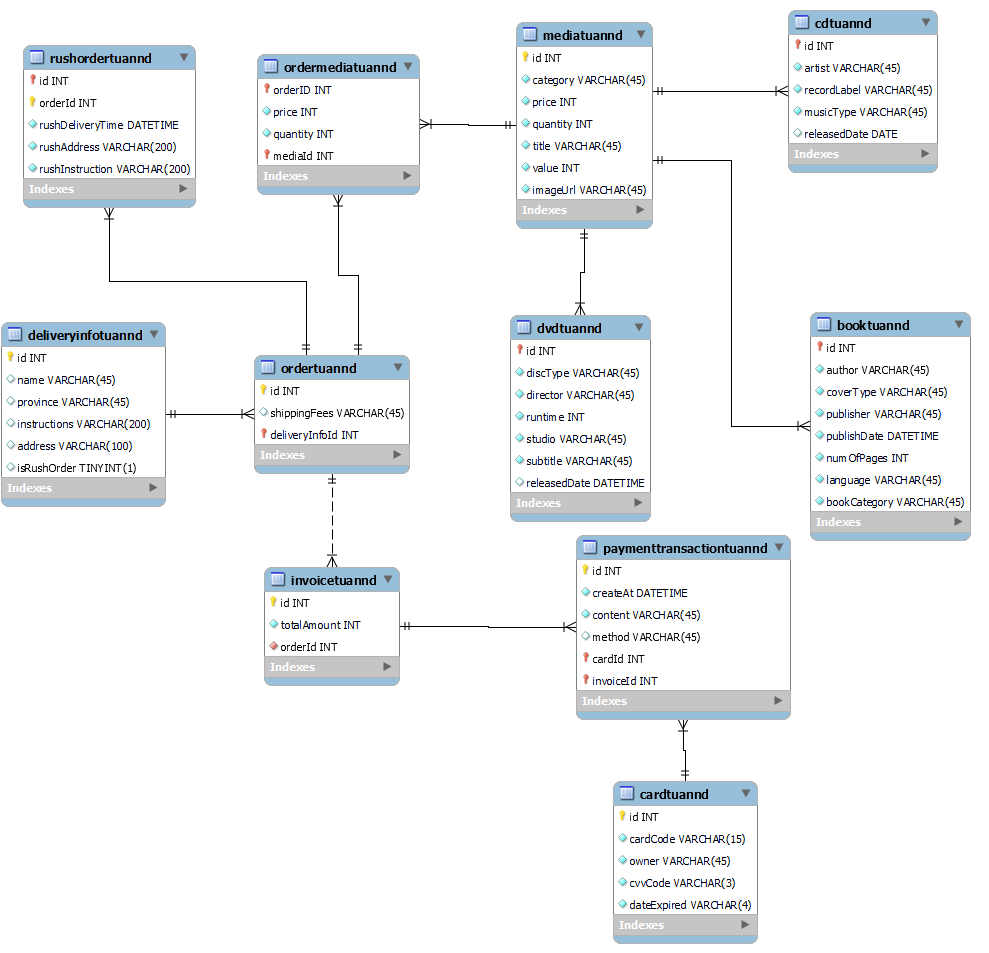 rushordertuannd
id INT
orderId INT
rushDeliveryTime DATETIME
rushAddress VARCHAR(200)
rushInstruction VARCHAR(200)
Indexes
ordermediatuannd
orderID INT
price INT
quantity INT
mediaId INT
Indexes
mediatuannd
id INT
category VARCHAR(45)
price INT
quantity INT
title VARCHAR(45)
value INT
imageUrl VARCHAR(45)
Indexes
cdtuannd
id INT
artist VARCHAR(45)
recordLabel VARCHAR(45)
musicType VARCHAR(45)
releasedDate DATE
Indexes
deliveryinfotuannd
id INT
name VARCHAR(45)
province VARCHAR(45)
instructions VARCHAR(200)
address VARCHAR(100)
isRushOrder TINYINT(1)
Indexes
ordertuannd
id INT
shippingFees VARCHAR(45)
deliveryInfoId INT
Indexes
dvdtuannd
id INT
discType VARCHAR(45)
director VARCHAR(45)
runtime INT
studio VARCHAR(45)
subtitle VARCHAR(45)
releasedDate DATETIME
Indexes
booktuannd
id INT
author VARCHAR(45)
coverType VARCHAR(45)
publisher VARCHAR(45)
publishDate DATETIME
numOfPages INT
language VARCHAR(45)
bookCategory VARCHAR(45)
Indexes
invoicetuannd
id INT
totalAmount INT
orderId INT
Indexes
paymenttransactiontuannd
id INT
createAt DATETIME
content VARCHAR(45)
method VARCHAR(45)
cardId INT
invoiceId INT
Indexes
cardtuannd
id INT
cardCode VARCHAR(15)
owner VARCHAR(45)
cvvCode VARCHAR(3)
dateExpired VARCHAR(4)
Indexes